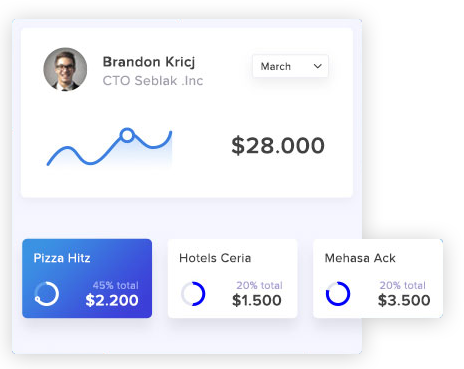 Brandon Kricj
CTO Seblak .Inc
March
$28.000
Pizza Hitz
45% total
$2.200
Hotels Ceria
20% total
$1.500
Mehasa Ack
20% total
$3.500